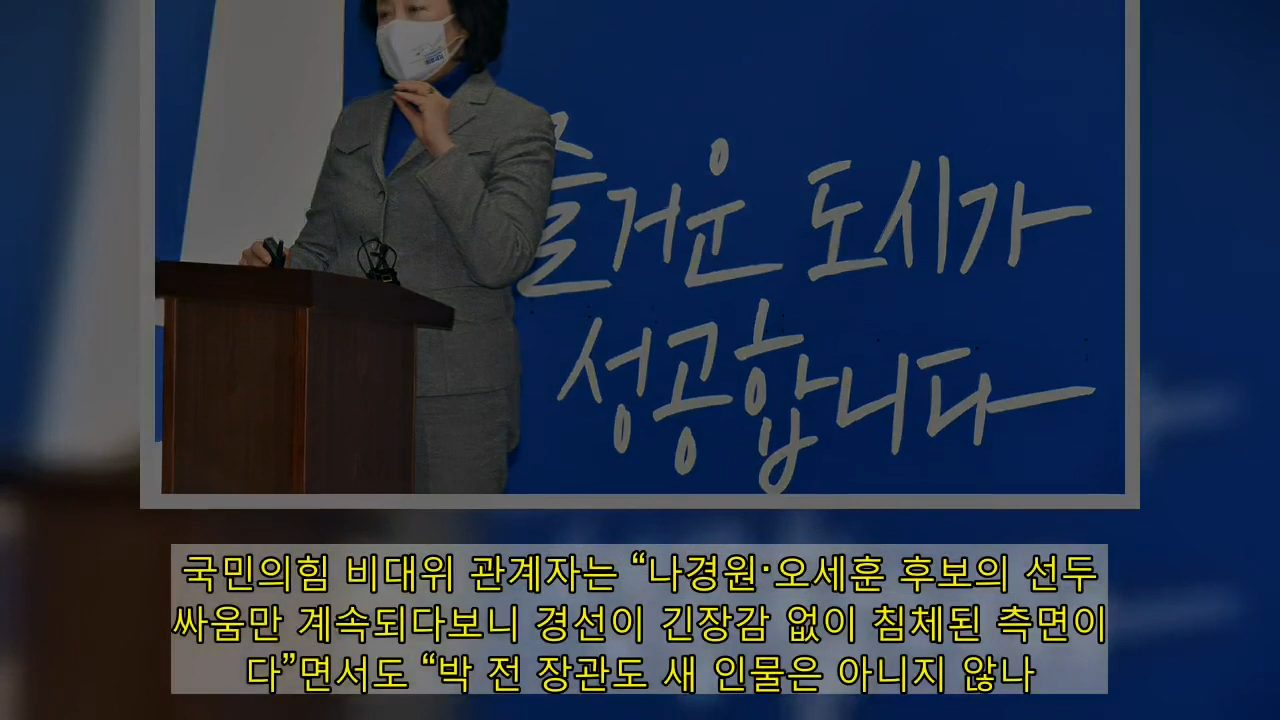 즐거운 도시가
성공합니다
국민의힘 비대위 관계자는 “나경원·오세훈 후보의 선두
싸움만 계속되다보니 경선이 긴장감 없이 침체된 측면이
다”면서도 “박 전 장관도 새 인물은 아니지 않나